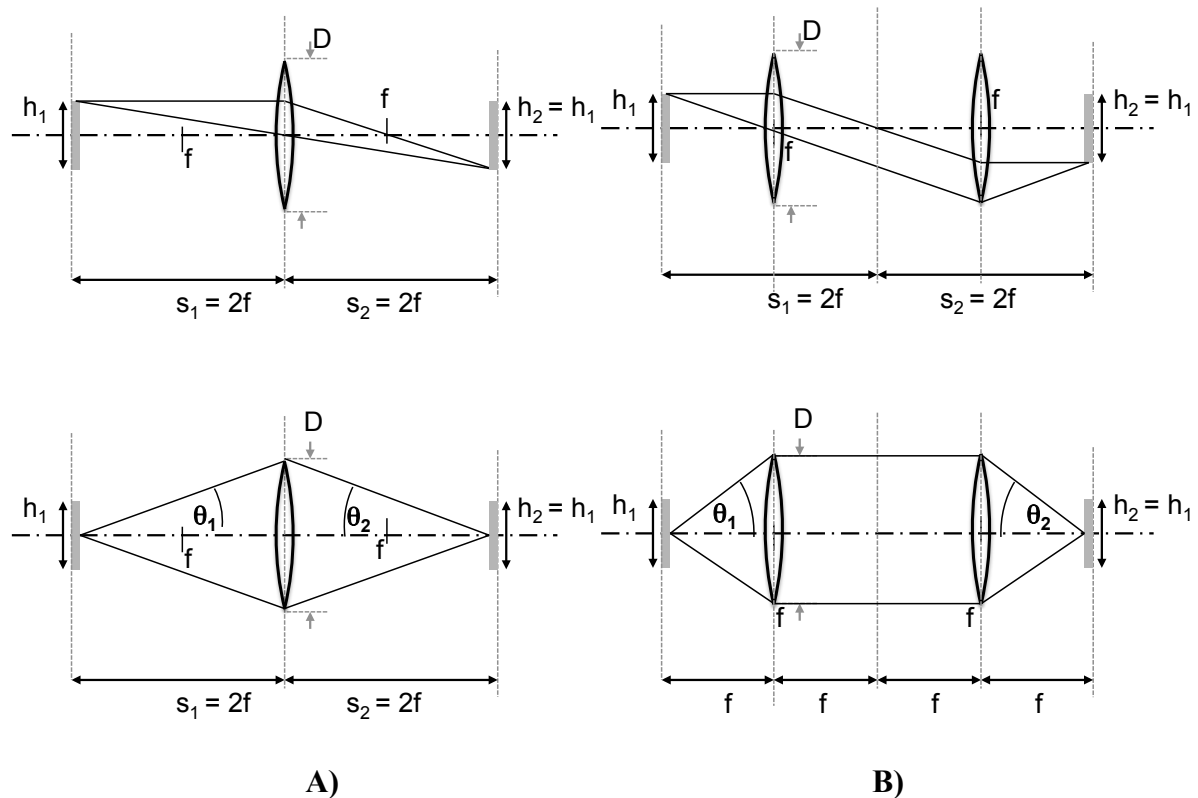 D
h₁
f
f
h₂ = h₁
s₁ = 2f
s₂ = 2f
D
h₁
f
f
h₂ = h₁
s₁ = 2f
s₂ = 2f
D
h₁
θ₁
θ₂
f
f
h₂ = h₁
s₁ = 2f
s₂ = 2f
D
h₁
θ₁
θ₂
h₂ = h₁
f
f
f
f
f
f
A)
B)